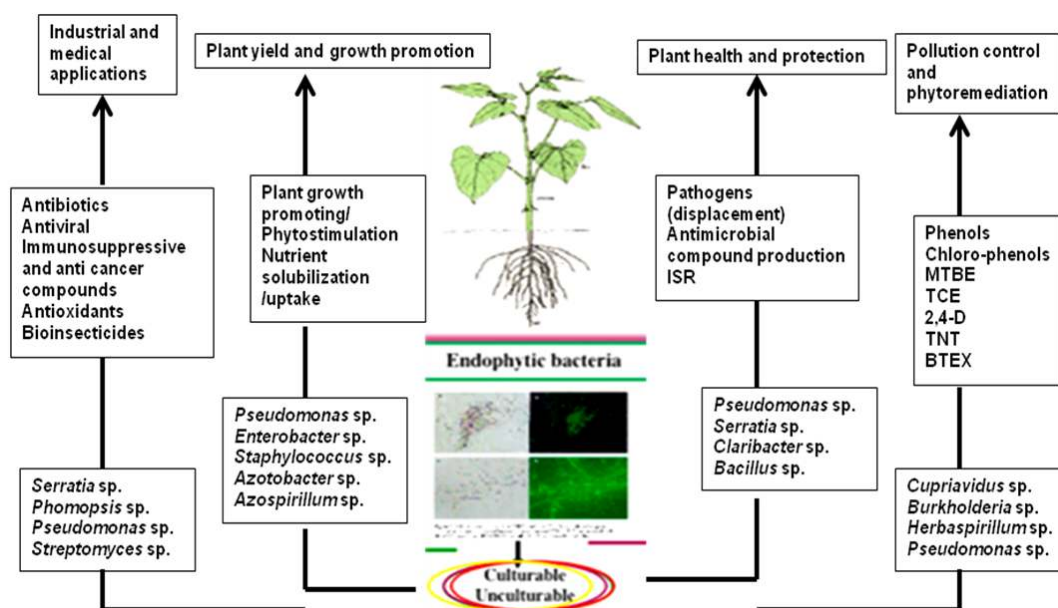 Industrial and
medical
applications
Plant yield and growth promotion
Plant health and protection
Pollution control
and
phytoremediation
Antibiotics
Antiviral
Immunosuppressive
and anti cancer
compounds
Antioxidants
Bioinsecticides
Plant growth
promoting/
Phytostimulation
Nutrient
solubilization
/uptake
Pathogens
(displacement)
Antimicrobial
compound production
ISR
Phenols
Chloro-phenols
MTBE
TCE
2,4-D
TNT
BTEX
Endophytic bacteria
Serratia sp.
Phomopsis sp.
Pseudomonas sp.
Streptomyces sp.
Pseudomonas sp.
Enterobacter sp.
Staphylococcus sp.
Azotobacter sp.
Azospirillum sp.
Pseudomonas sp.
Serratia sp.
Claribacter sp.
Bacillus sp.
Cupriavidus sp.
Burkholderia sp.
Herbaspirillum sp.
Pseudomonas sp.
Culturable
Unculturable